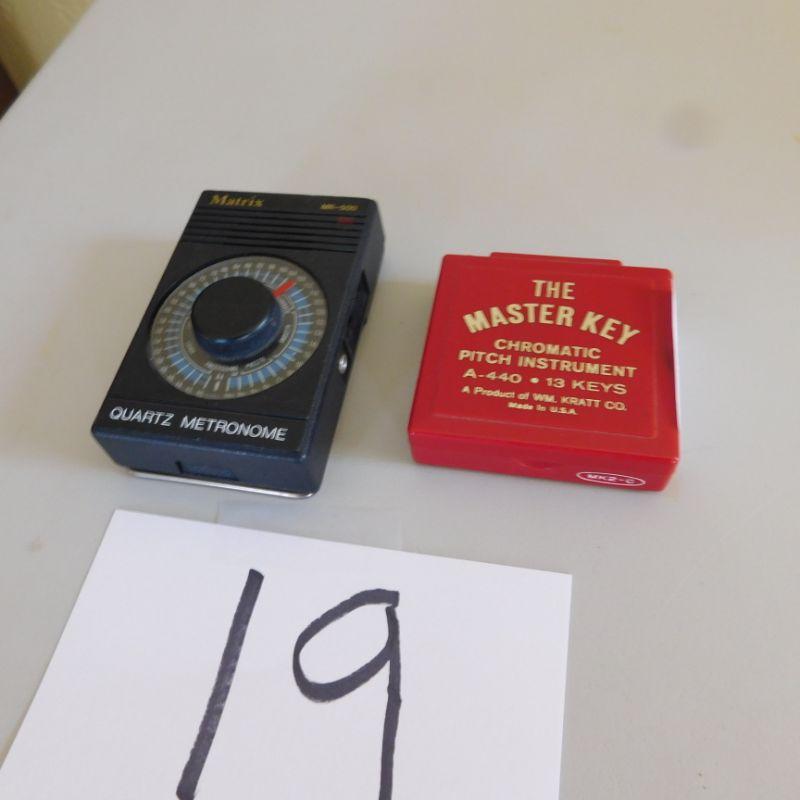 Matrix MR-500
QUARTZ METRONOME
THE
MASTER KEY
CHROMATIC
PITCH INSTRUMENT
A-440 • 13 KEYS
A Product of WM. KRATT CO.
Made In U.S.A.
MK2-C
19